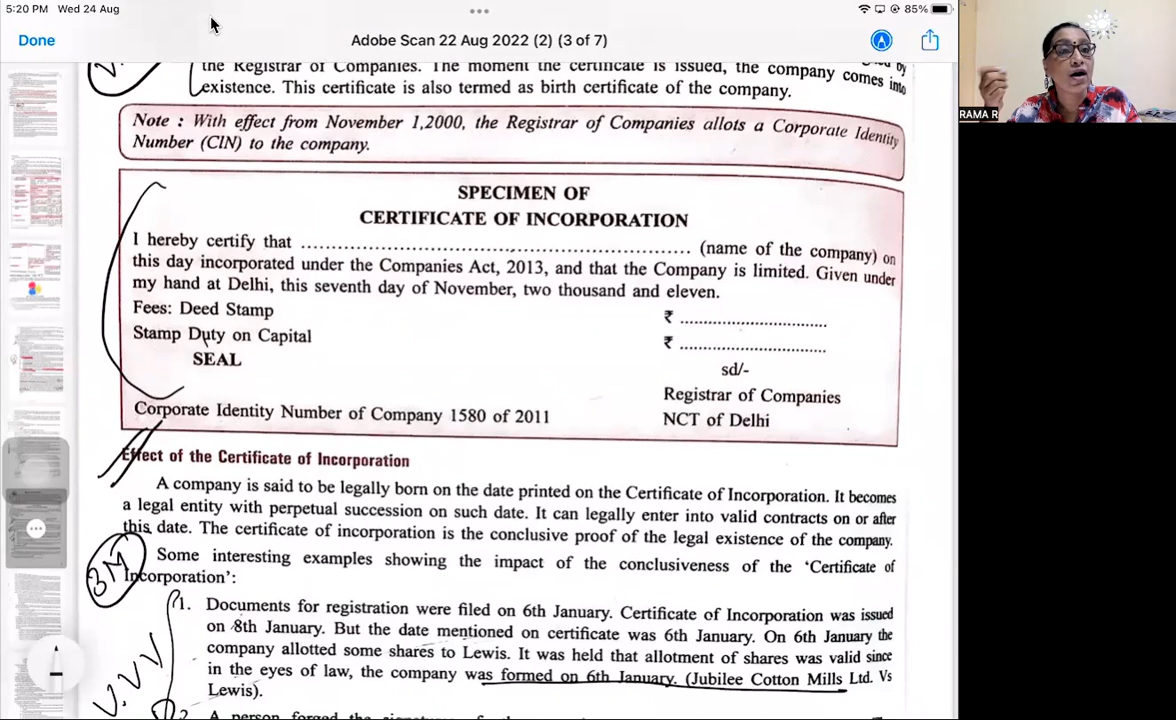 5:20 PM Wed 24 Aug
85%
Done
Adobe Scan 22 Aug 2022 (2) (3 of 7)
RAMA R
the Registrar of Companies. The moment the certificate is issued, the company comes into
existence. This certificate is also termed as birth certificate of the company.
Note : With effect from November 1,2000, the Registrar of Companies allots a Corporate Identity
Number (CIN) to the company.
SPECIMEN OF
CERTIFICATE OF INCORPORATION
I hereby certify that ........................................................................ (name of the company) on
this day incorporated under the Companies Act, 2013, and that the Company is limited. Given under
my hand at Delhi, this seventh day of November, two thousand and eleven.
Fees: Deed Stamp ₹ ..............................
Stamp Duty on Capital ₹ ..............................
SEAL
sd/-
Registrar of Companies
Corporate Identity Number of Company 1580 of 2011 NCT of Delhi
Effect of the Certificate of Incorporation
A company is said to be legally born on the date printed on the Certificate of Incorporation. It becomes
a legal entity with perpetual succession on such date. It can legally enter into valid contracts on or after
this date. The certificate of incorporation is the conclusive proof of the legal existence of the company.
3M
Some interesting examples showing the impact of the conclusiveness of the ‘Certificate of
Incorporation’:
V.V.V
1. Documents for registration were filed on 6th January. Certificate of Incorporation was issued
on 8th January. But the date mentioned on certificate was 6th January. On 6th January the
company allotted some shares to Lewis. It was held that allotment of shares was valid since
in the eyes of law, the company was formed on 6th January. (Jubilee Cotton Mills Ltd. Vs
Lewis).
2. A person forged the